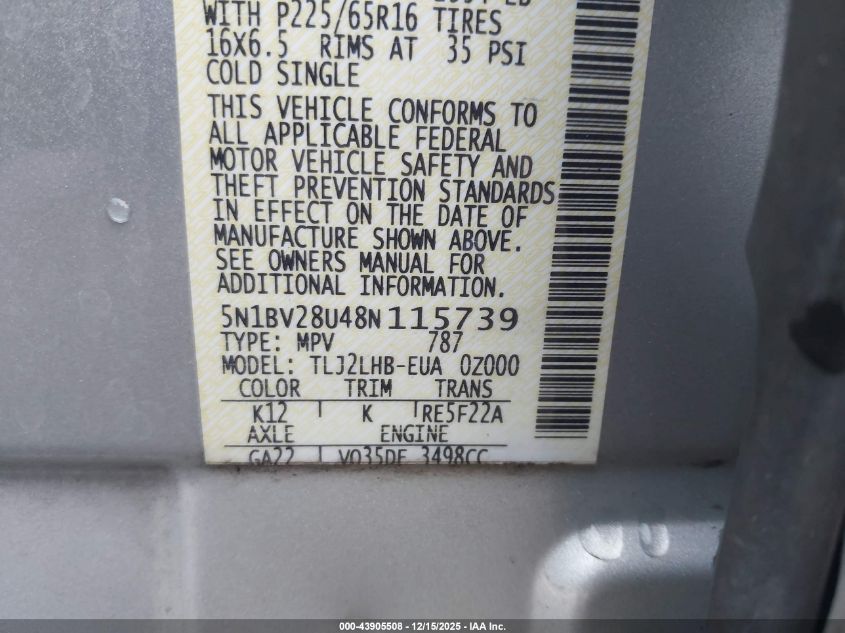 WITH P225/65R16 TIRES
16X6.5 RIMS AT 35 PSI
COLD SINGLE
THIS VEHICLE CONFORMS TO
ALL APPLICABLE FEDERAL
MOTOR VEHICLE SAFETY AND
THEFT PREVENTION STANDARDS
IN EFFECT ON THE DATE OF
MANUFACTURE SHOWN ABOVE.
SEE OWNERS MANUAL FOR
ADDITIONAL INFORMATION.
5N1BV28U48N115739
TYPE: MPV 787
MODEL: TLJ2LHB-EUA 0Z000
COLOR TRIM TRANS
K12 K RE5F22A
AXLE ENGINE
GA22 VQ35DE 3498CC
000-43905508 - 12/15/2025 - IAA Inc.